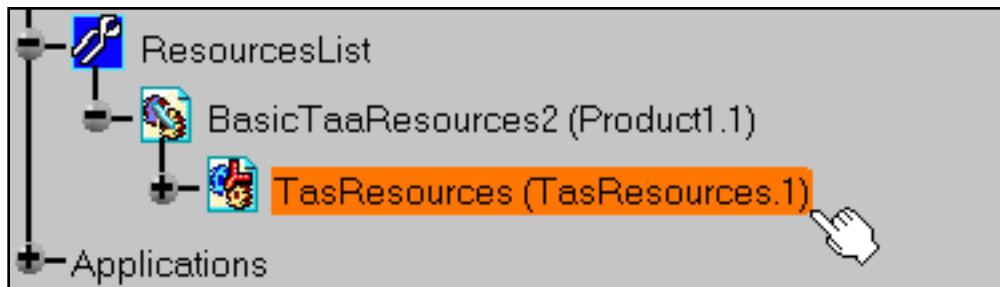 ResourcesList
BasicTaaResources2 (Product1.1)
TasResources (TasResources.1)
Applications